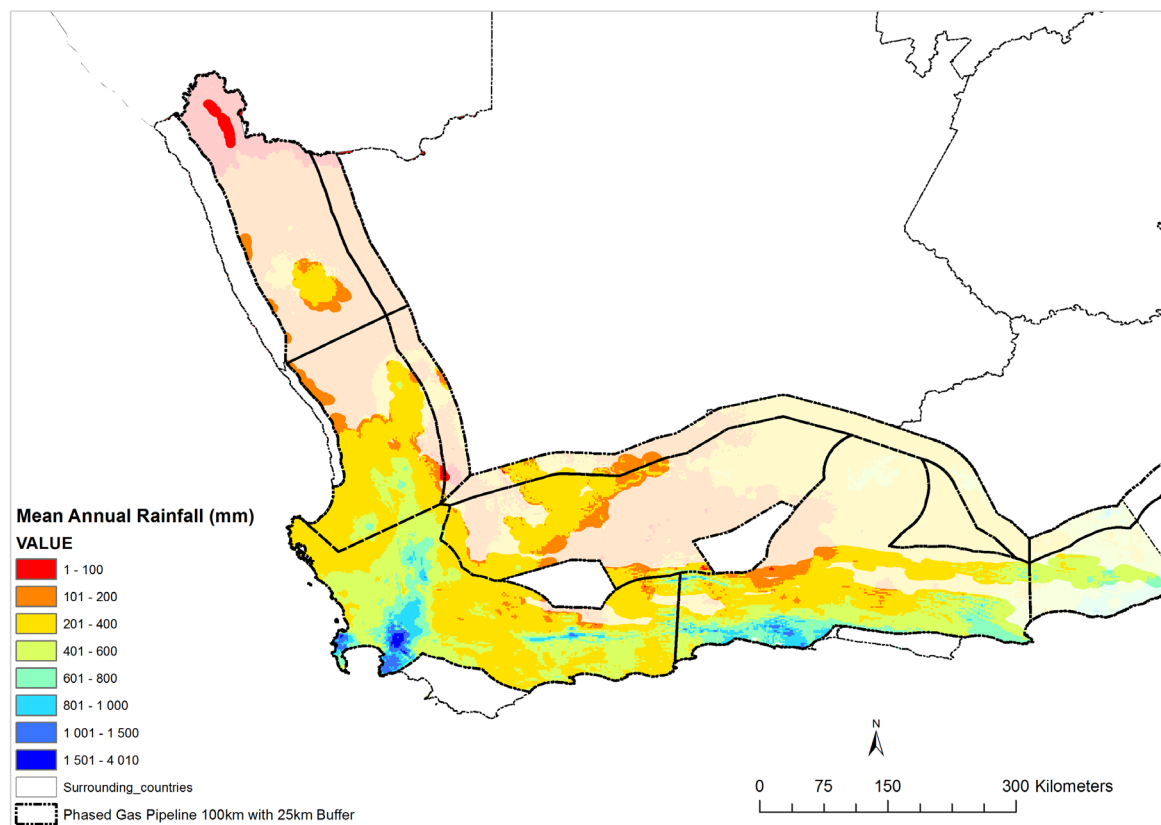 Mean Annual Rainfall (mm)
VALUE
1 - 100
101 - 200
201 - 400
401 - 600
601 - 800
801 - 1 000
1 001 - 1 500
1 501 - 4 010
Surrounding_countries
Phased Gas Pipeline 100km with 25km Buffer
N
0 75 150 300 Kilometers